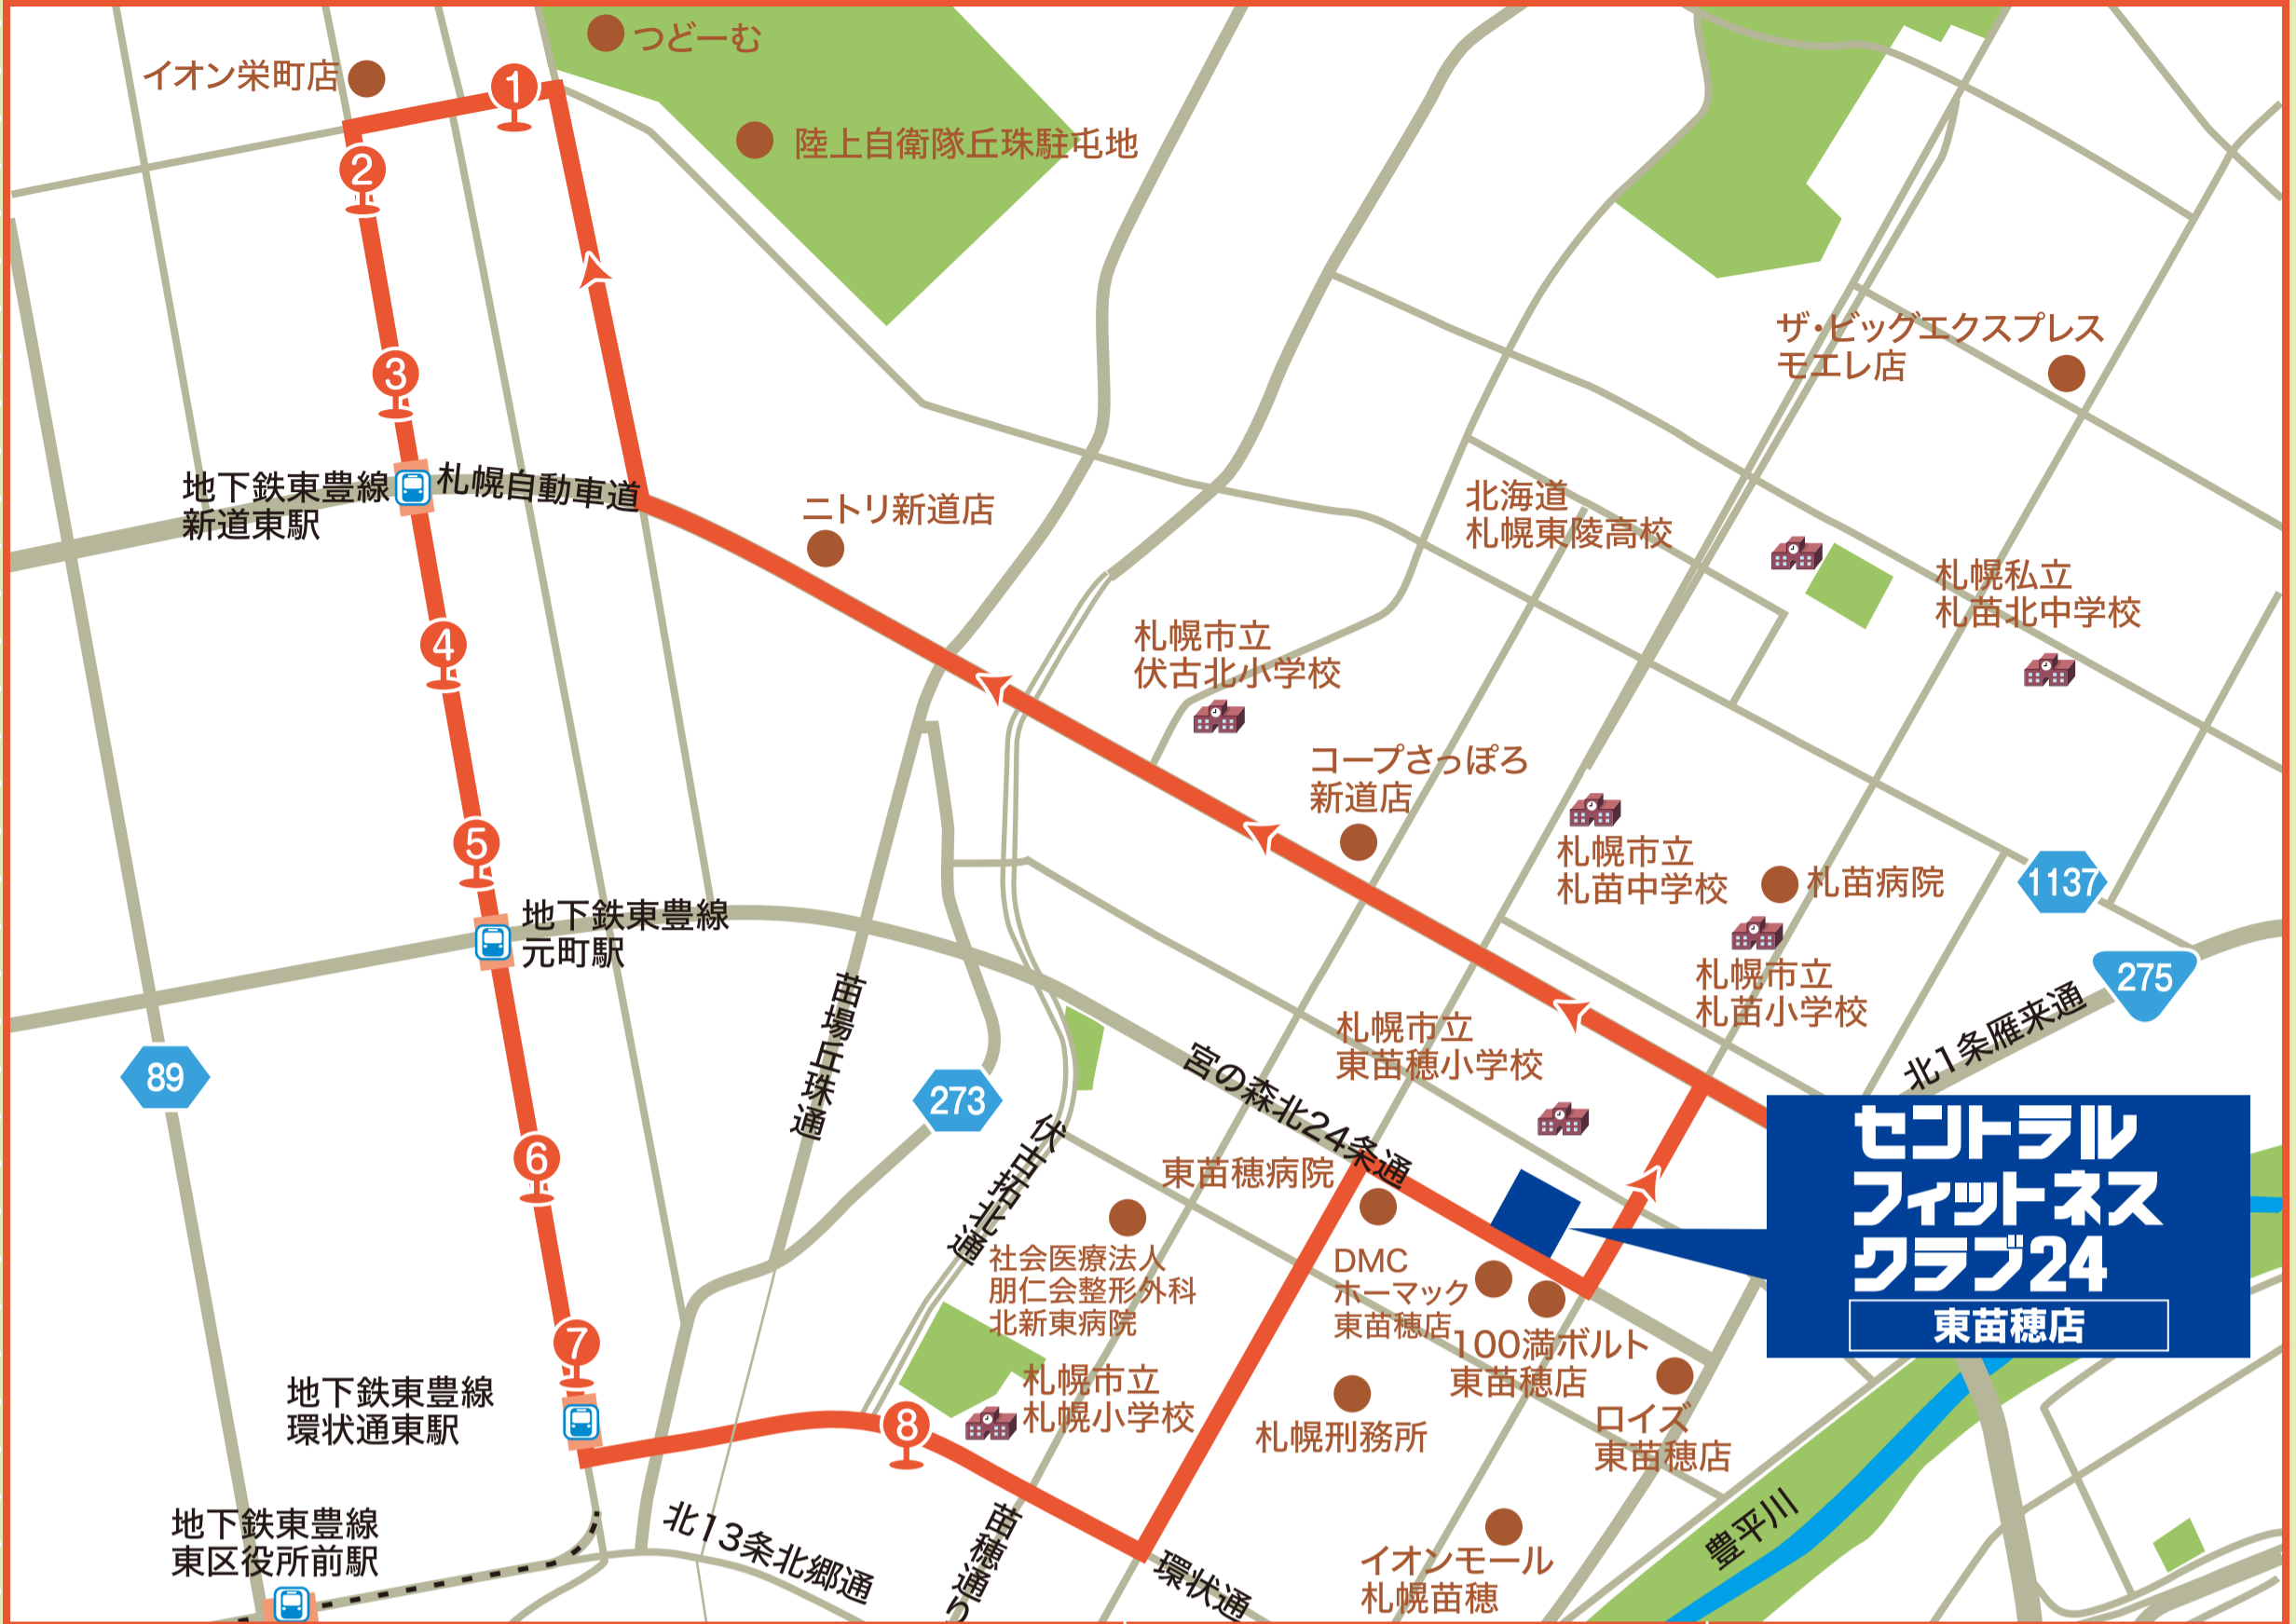 つどーむ
イオン栄町店
1
陸上自衛隊丘珠駐屯地
2
ザ・ビッグエクスプレス
モエレ店
3
地下鉄東豊線
新道東駅
札幌自動車道
ニトリ新道店
北海道
札幌東陵高校
札幌私立
札苗北中学校
4
札幌市立
伏古北小学校
コープさっぽろ
新道店
5
札幌市立
札苗中学校
札苗病院
1137
地下鉄東豊線
元町駅
札幌市立
札苗小学校
275
北1条雁来通
苗場丘珠通
89
273
札幌市立
東苗穂小学校
宮の森北24条通
伏古拓北通
6
東苗穂病院
セントラル
フィットネス
クラブ24
東苗穂店
社会医療法人
朋仁会整形外科
北新東病院
DMC
ホーマック
東苗穂店
100満ボルト
東苗穂店
7
地下鉄東豊線
環状通東駅
8
札幌市立
札幌小学校
札幌刑務所
ロイズ
東苗穂店
地下鉄東豊線
東区役所前駅
北13条北郷通
苗穂通り
環状通
イオンモール
札幌苗穂
豊平川